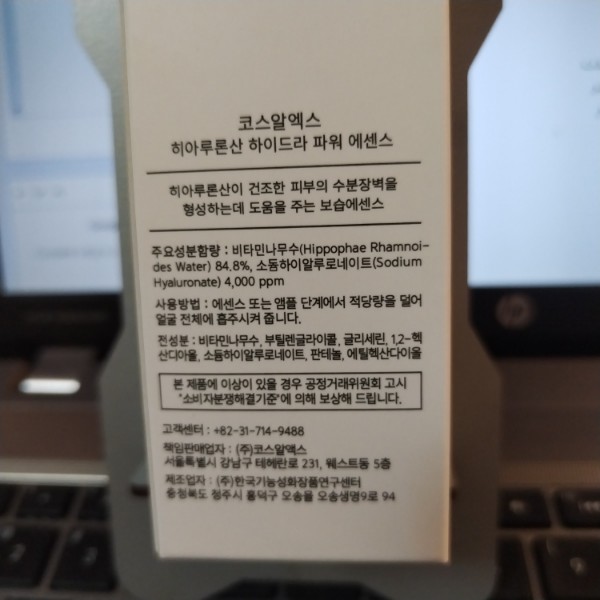 코스알엑스
히아루론산 하이드라 파워 에센스
히아루론산이 건조한 피부의 수분장벽을
형성하는데 도움을 주는 보습에센스
주요성분함량 : 비타민나무수(Hippophae Rhamnoi-
des Water) 84.8%, 소듐하이알루로네이트(Sodium
Hyaluronate) 4,000 ppm
사용방법 : 에센스 또는 앰플 단계에서 적당량을 덜어
얼굴 전체에 흡수시켜 줍니다.
전성분 : 비타민나무수, 부틸렌글라이콜, 글리세린, 1,2-헥
산디아올, 소듐하이알루로네이트, 판테놀, 에틸헥산다이올
본 제품에 이상이 있을 경우 공정거래위원회 고시
"소비자분쟁해결기준"에 의해 보상해 드립니다.
고객센터 : +82-31-714-9488
책임판매업자 : (주)코스알엑스
서울특별시 강남구 테헤란로 231, 웨스트동 5층
제조업자 : (주)한국기능성화장품연구센터
충청북도 청주시 흥덕구 오송읍 오송생명9로 94